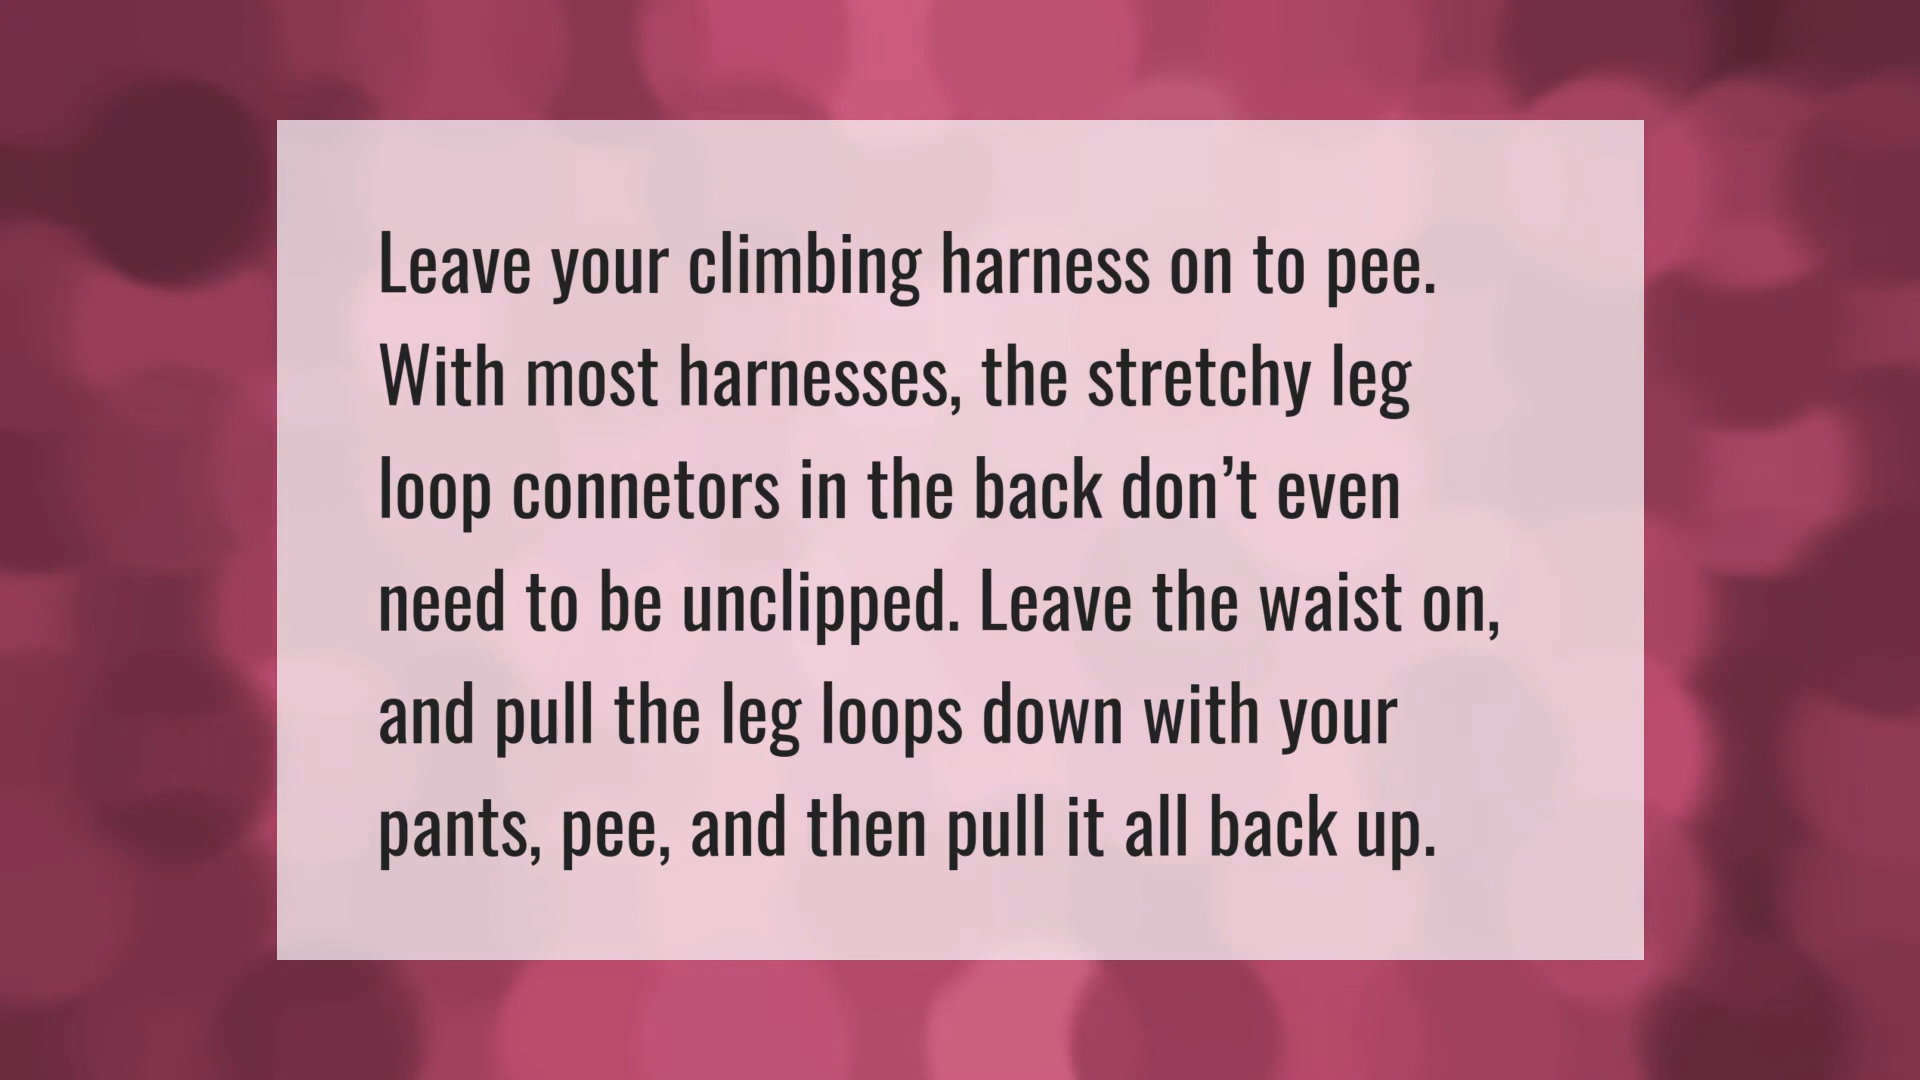 Leave your climbing harness on to pee.
With most harnesses, the stretchy leg
loop connetors in the back don’t even
need to be unclipped. Leave the waist on,
and pull the leg loops down with your
pants, pee, and then pull it all back up.